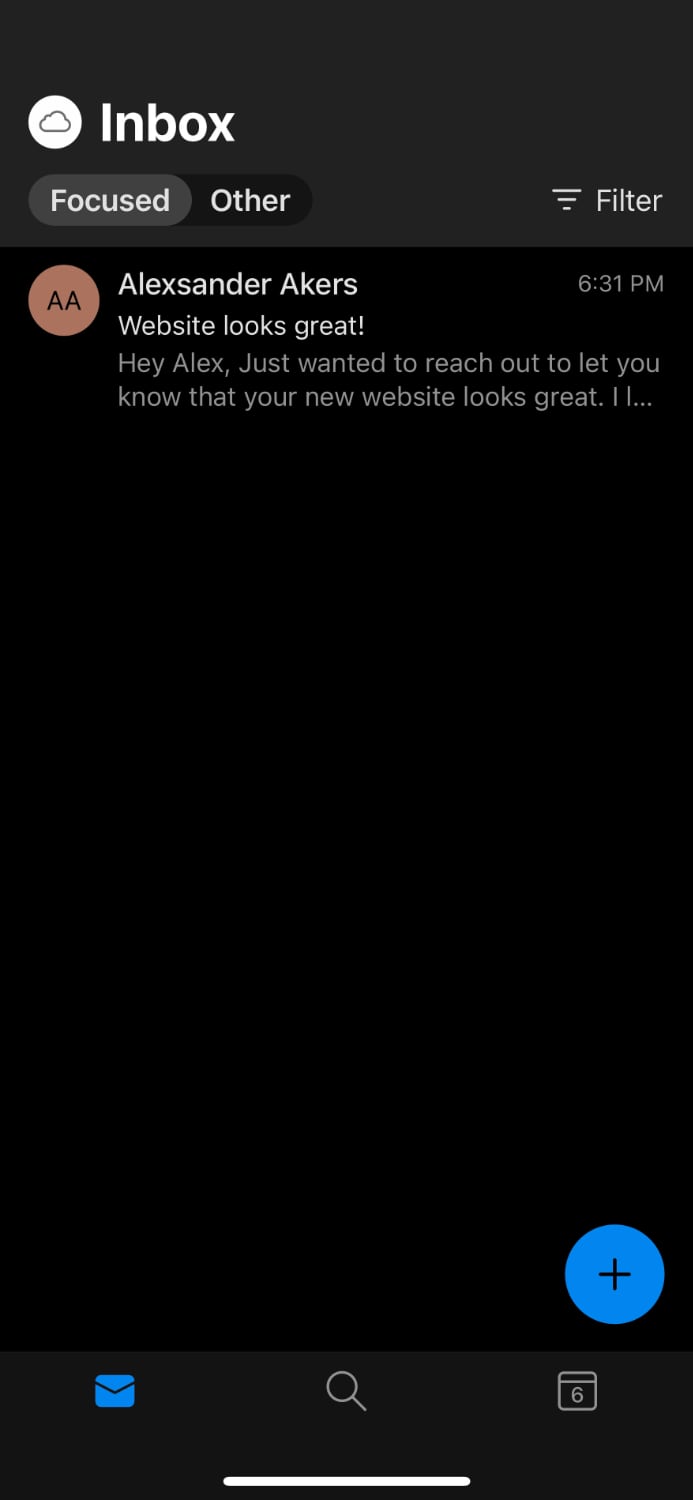 Inbox
Focused Other Filter
AA Alexsander Akers 6:31 PM
Website looks great!
Hey Alex, Just wanted to reach out to let you
know that your new website looks great. I l...
6